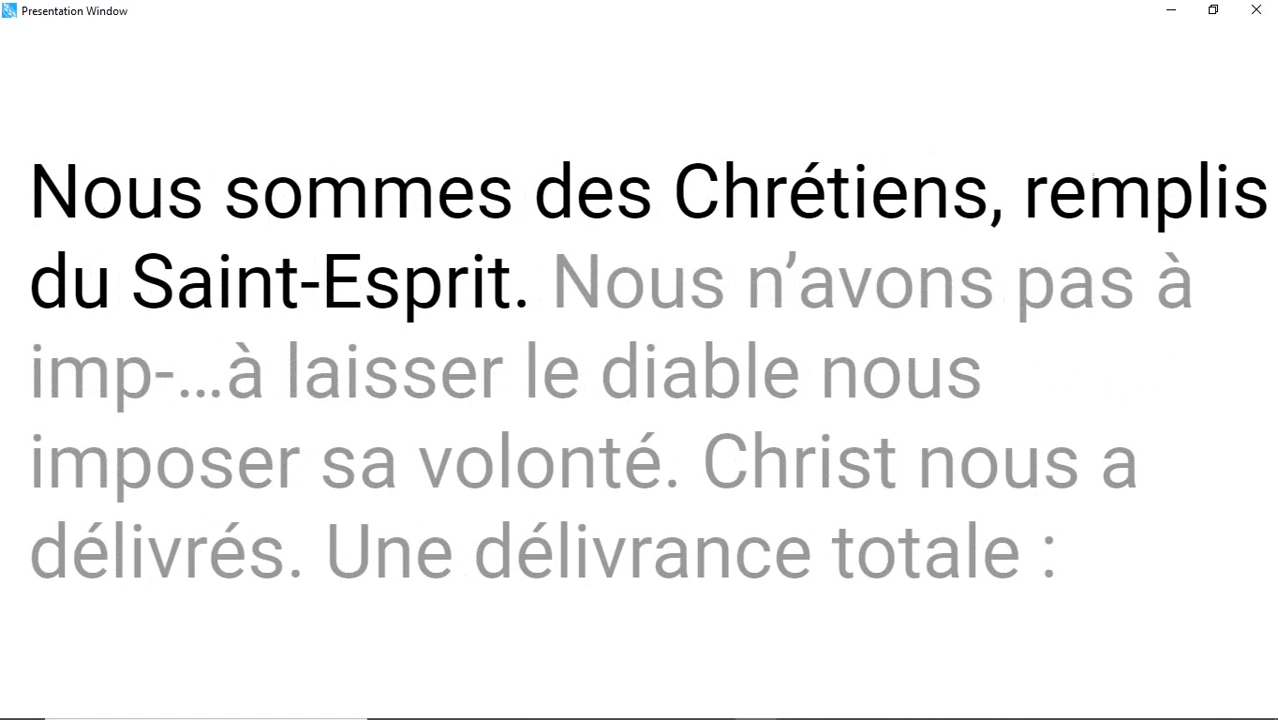 Presentation Window
Nous sommes des Chrétiens, remplis
du Saint-Esprit. Nous n’avons pas à
imp-...à laisser le diable nous
imposer sa volonté. Christ nous a
délivrés. Une délivrance totale :